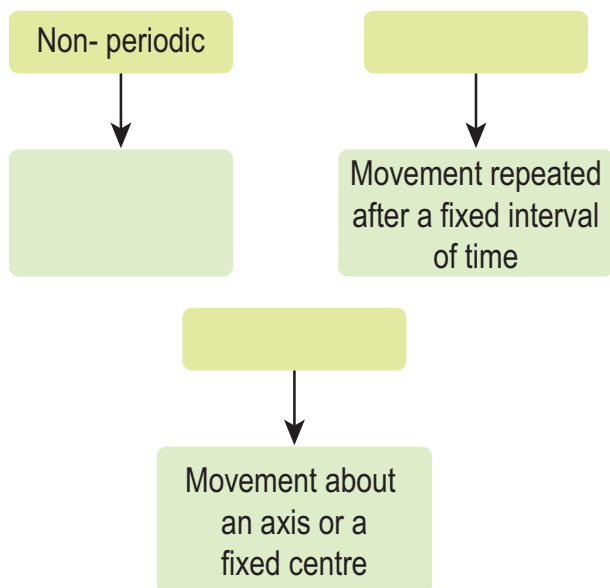 Non- periodic
Movement repeated
after a fixed interval
of time
Movement about
an axis or a
fixed centre